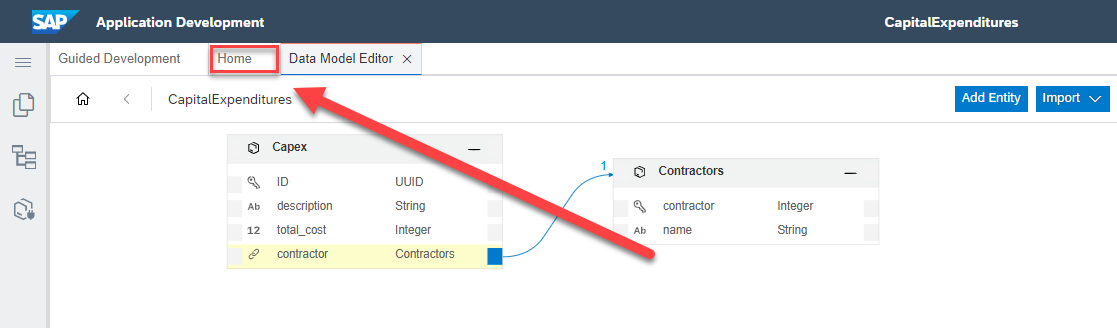 SAP Application Development CapitalExpenditures
Guided Development Home Data Model Editor
CapitalExpenditures Add Entity Import
Capex
ID UUID
Ab description String
12 total_cost Integer
contractor Contractors
1
Contractors
contractor Integer
Ab name String